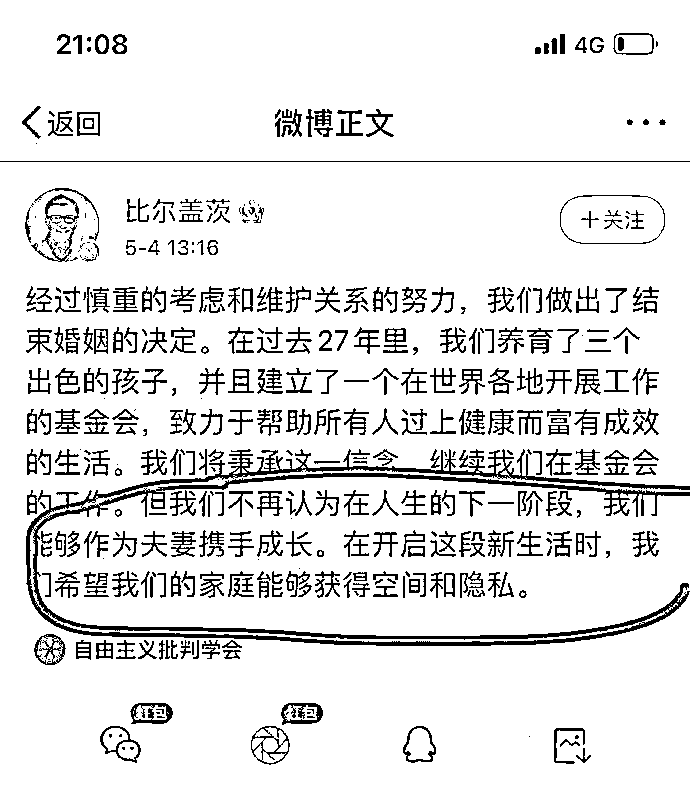 21:08 4G
返回 微博正文
比尔盖茨
5-4 13:16
十关注
经过慎重的考虑和维护关系的努力，我们做出了结
束婚姻的决定。在过去27年里，我们养育了三个
出色的孩子，并且建立了一个在世界各地开展工作
的基金会，致力于帮助所有人过上健康而富有成效
的生活。我们将秉承这一信念，继续我们在基金会
的工作。但我们不再认为在人生的下一阶段，我们
能够作为夫妻携手成长。在开启这段新生活时，我
们希望我们的家庭能够获得空间和隐私。
自由主义批判学会
红包 红包